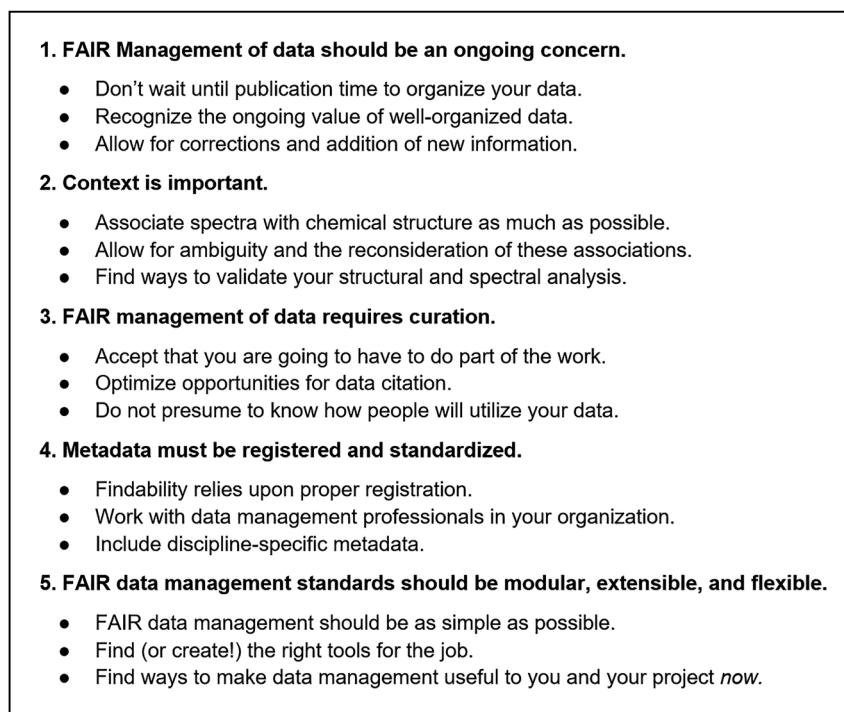 1. FAIR Management of data should be an ongoing concern.
● Don’t wait until publication time to organize your data.
● Recognize the ongoing value of well-organized data.
● Allow for corrections and addition of new information.
2. Context is important.
● Associate spectra with chemical structure as much as possible.
● Allow for ambiguity and the reconsideration of these associations.
● Find ways to validate your structural and spectral analysis.
3. FAIR management of data requires curation.
● Accept that you are going to have to do part of the work.
● Optimize opportunities for data citation.
● Do not presume to know how people will utilize your data.
4. Metadata must be registered and standardized.
● Findability relies upon proper registration.
● Work with data management professionals in your organization.
● Include discipline-specific metadata.
5. FAIR data management standards should be modular, extensible, and flexible.
● FAIR data management should be as simple as possible.
● Find (or create!) the right tools for the job.
● Find ways to make data management useful to you and your project now.